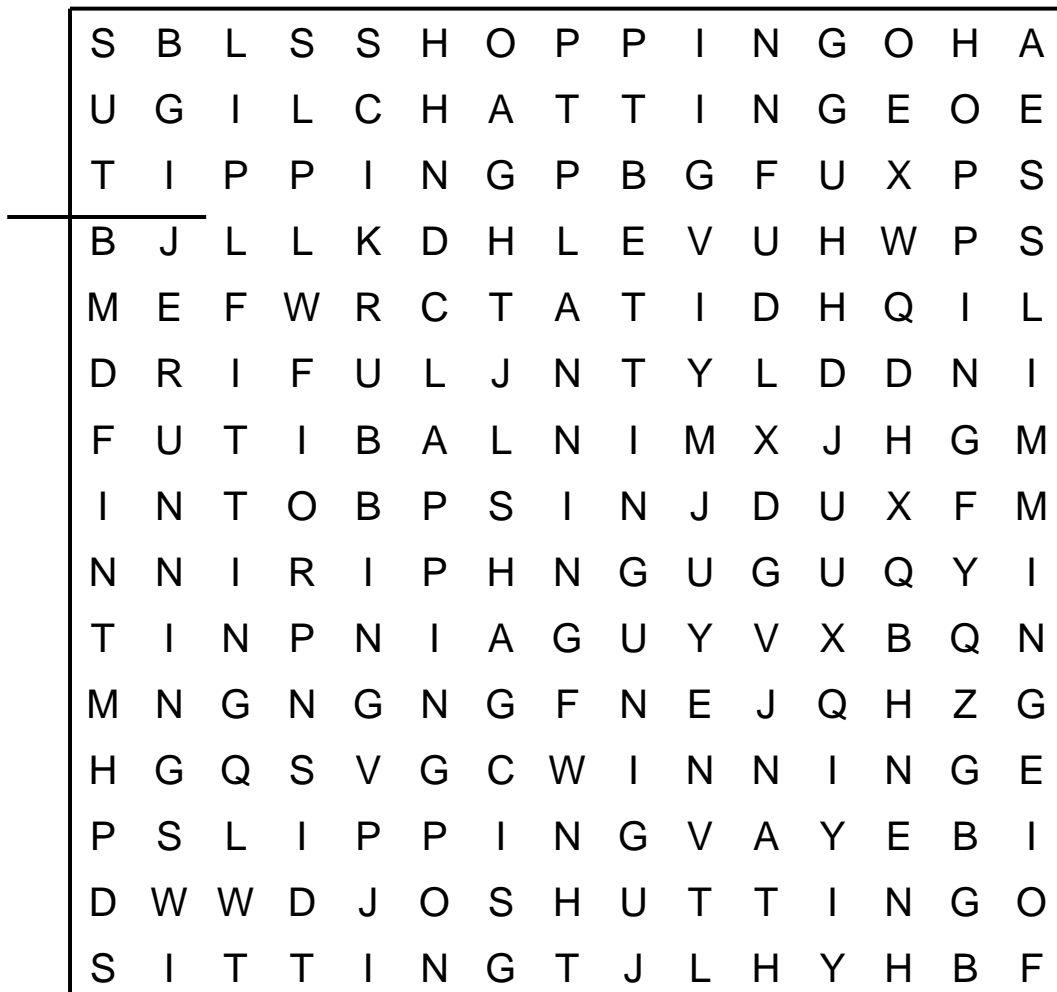 S B L S S H O P P I N G O H A
U G I L C H A T T I N G E O E
T I P P I N G P B G F U X P S
B J L L K D H L E V U H W P S
M E F W R C T A T I D H Q I L
D R I F U L J N T Y L D D N I
F U T I B A L N I M X J H G M
I N T O B P S I N J D U X F M
N N I R I P H N G U G U Q Y I
T I N P N I A G U Y V X B Q N
M N G N G N G F N E J Q H Z G
H G Q S V G C W I N N I N G E
P S L I P P I N G V A Y E B I
D W W D J O S H U T T I N G O
S I T T I N G T J L H Y H B F